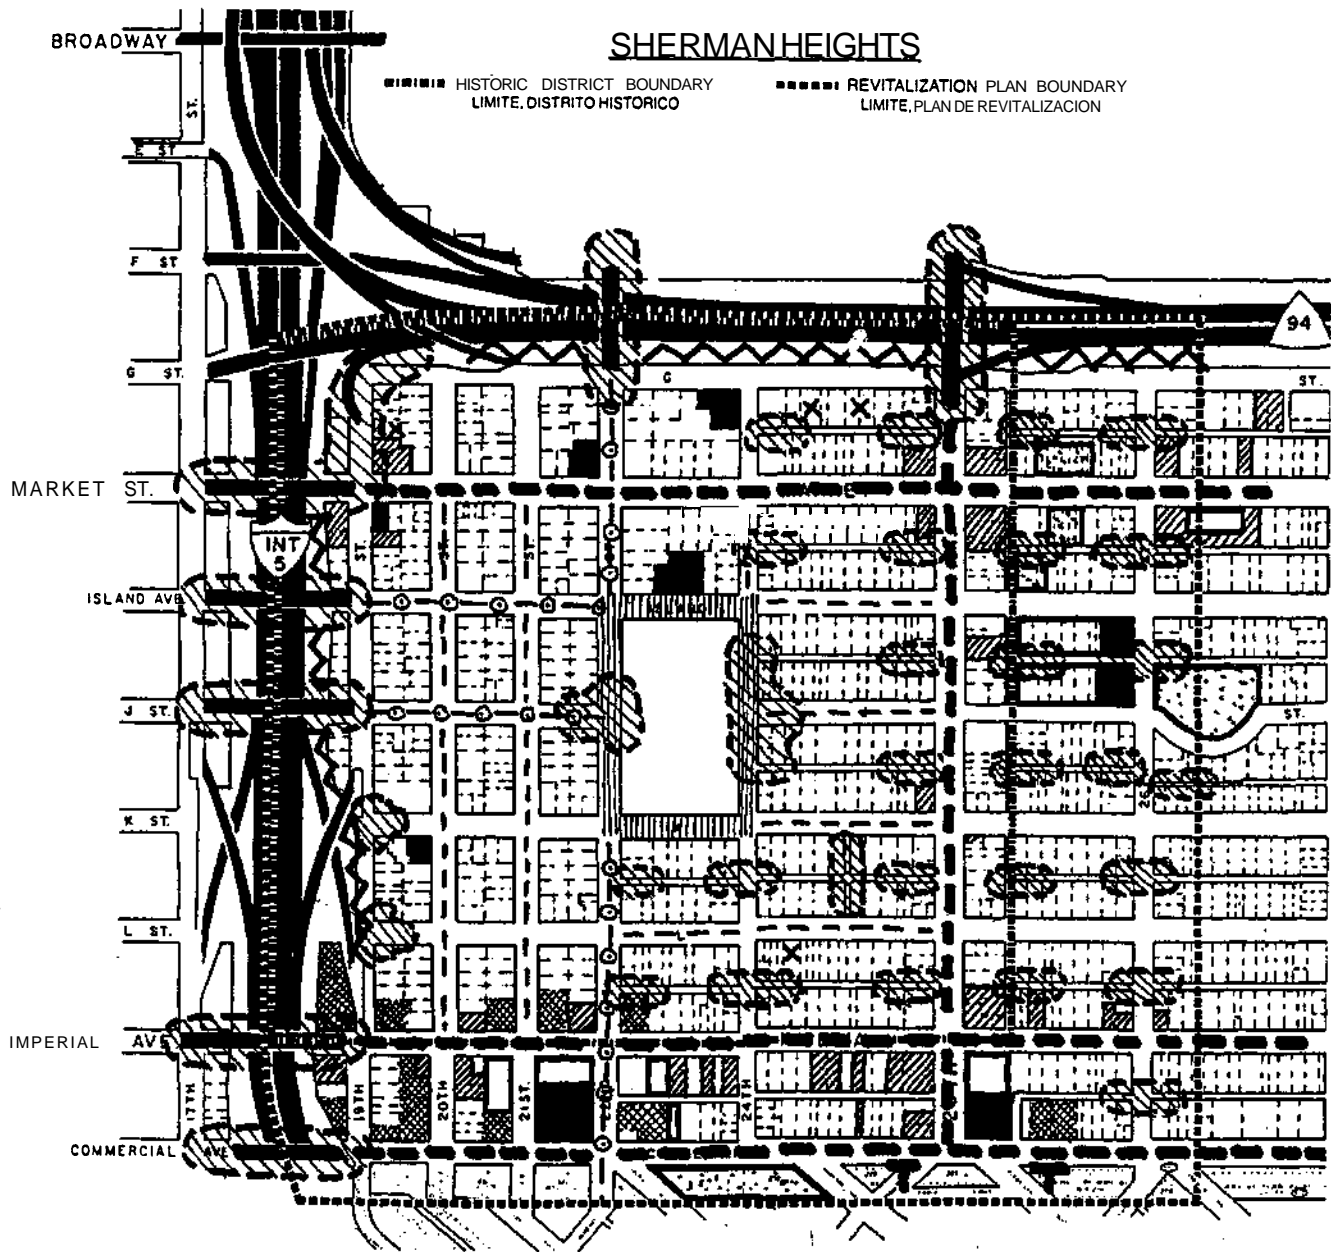 BROADWAY
SHERMAN HEIGHTS
HISTORIC DISTRICT BOUNDARY
LIMITE, DISTRITO HISTORICO
REVITALIZATION PLAN BOUNDARY
LIMITE, PLAN DE REVITALIZACION
ST.
E ST
F ST
94
G ST.
G
ST.
MARKET ST.
INT
5
ST.
ISLAND AVE
J ST.
ST.
K ST.
26
L ST.
L
IMPERIAL AV
17TH
19TH
20TH
21ST.
24TH
COMMERCIAL AVE